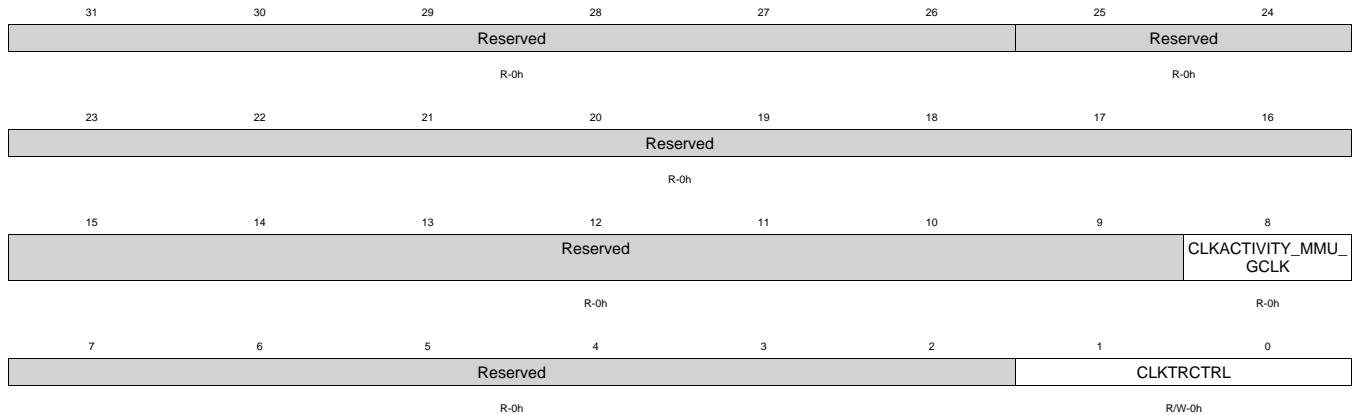 31 30 29 28 27 26 25 24
Reserved Reserved
R-0h R-0h
23 22 21 20 19 18 17 16
Reserved
R-0h
15 14 13 12 11 10 9 8
Reserved CLKACTIVITY_MMU_
GCLK
R-0h R-0h
7 6 5 4 3 2 1 0
Reserved CLKTRCTRL
R-0h R/W-0h